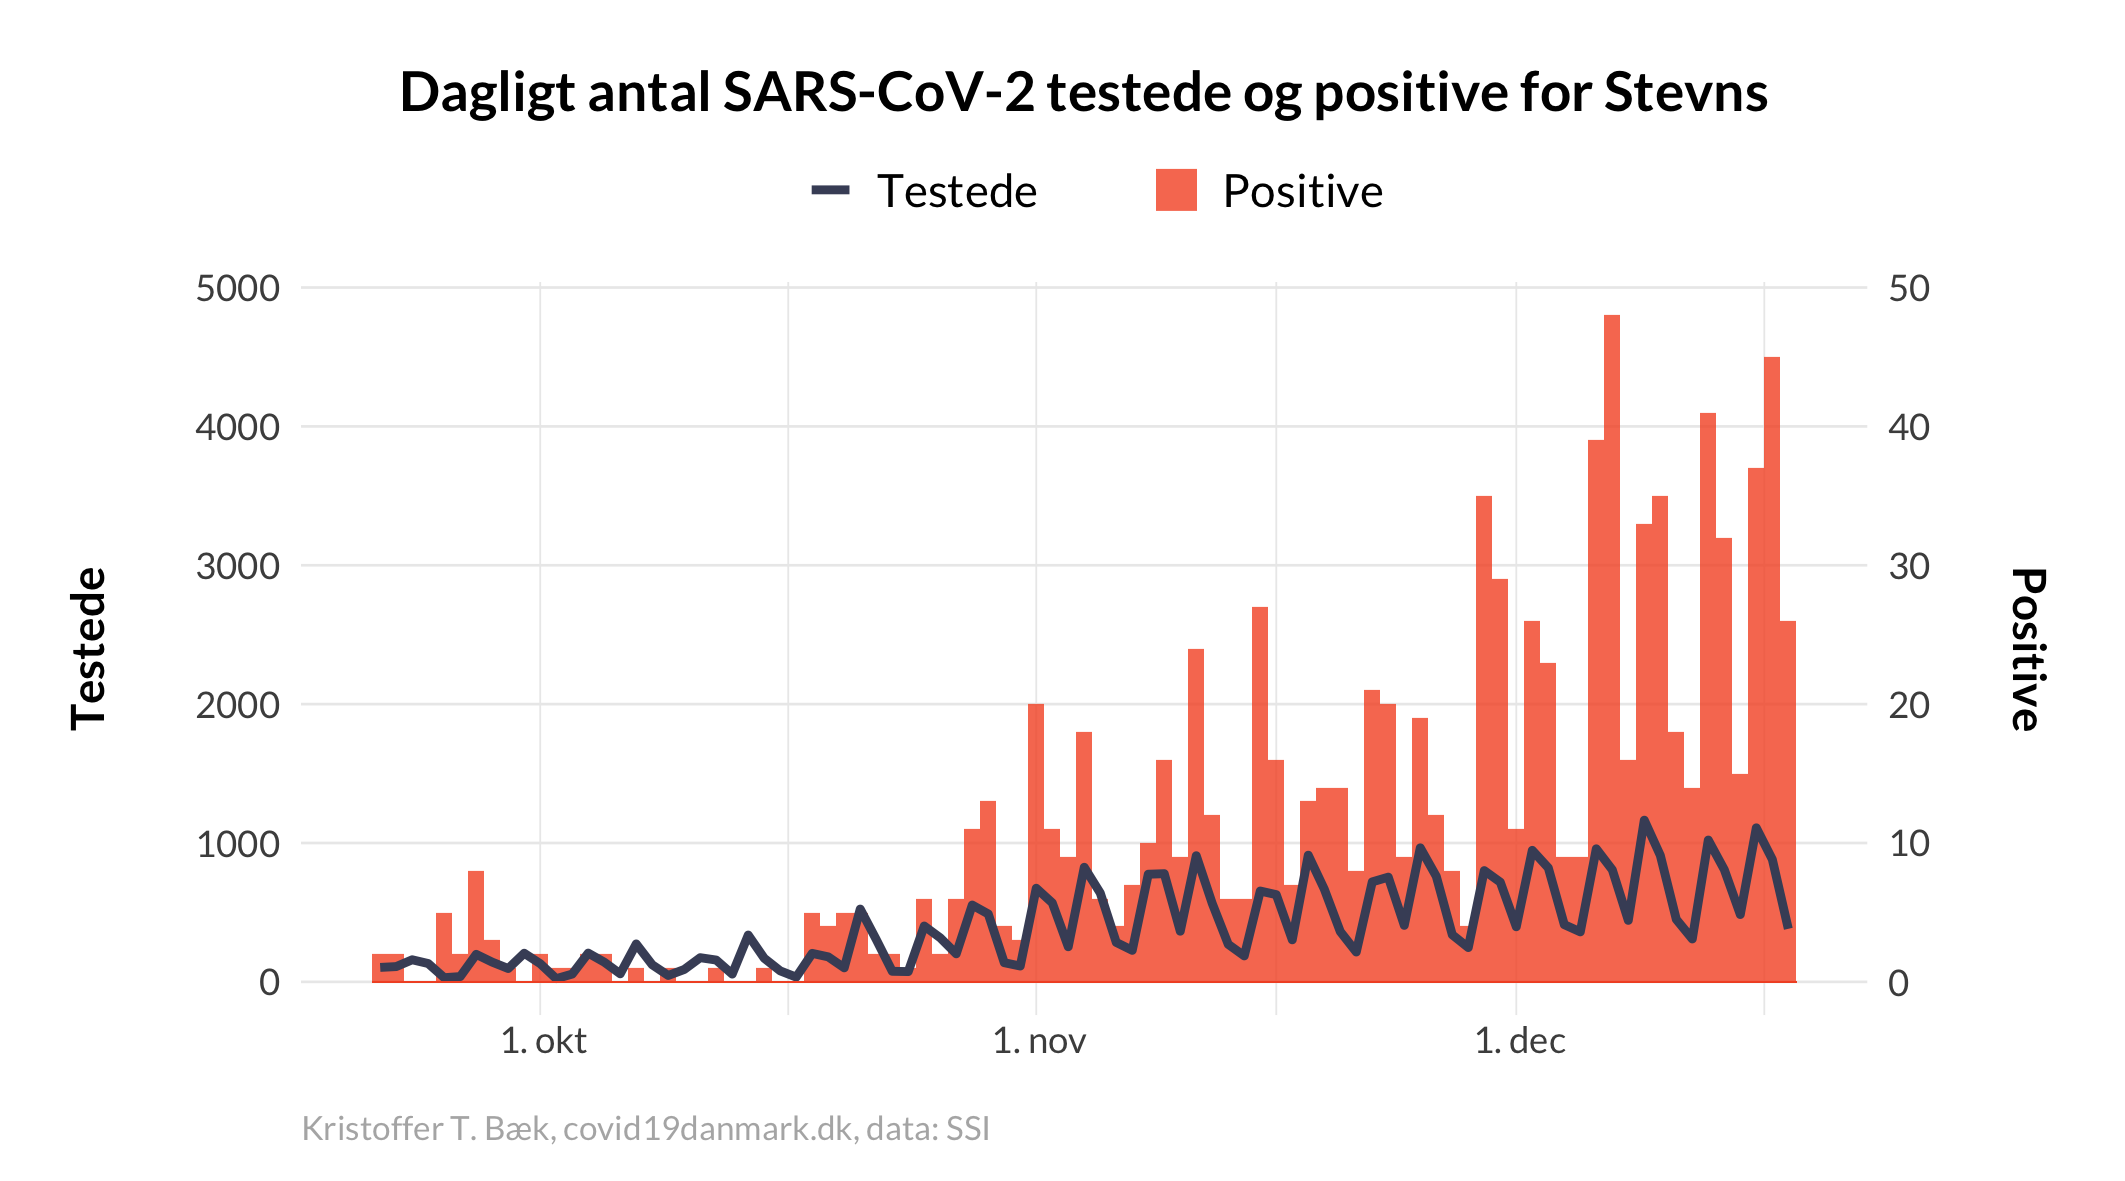 Dagligt antal SARS-CoV-2 testede og positive for Stevns
Testede
Positive
5000
4000
3000
2000
1000
0
50
40
30
20
10
0
Testede
Positive
1. okt
1. nov
1. dec
Kristoffer T. Bæk, covid19danmark.dk, data: SSI